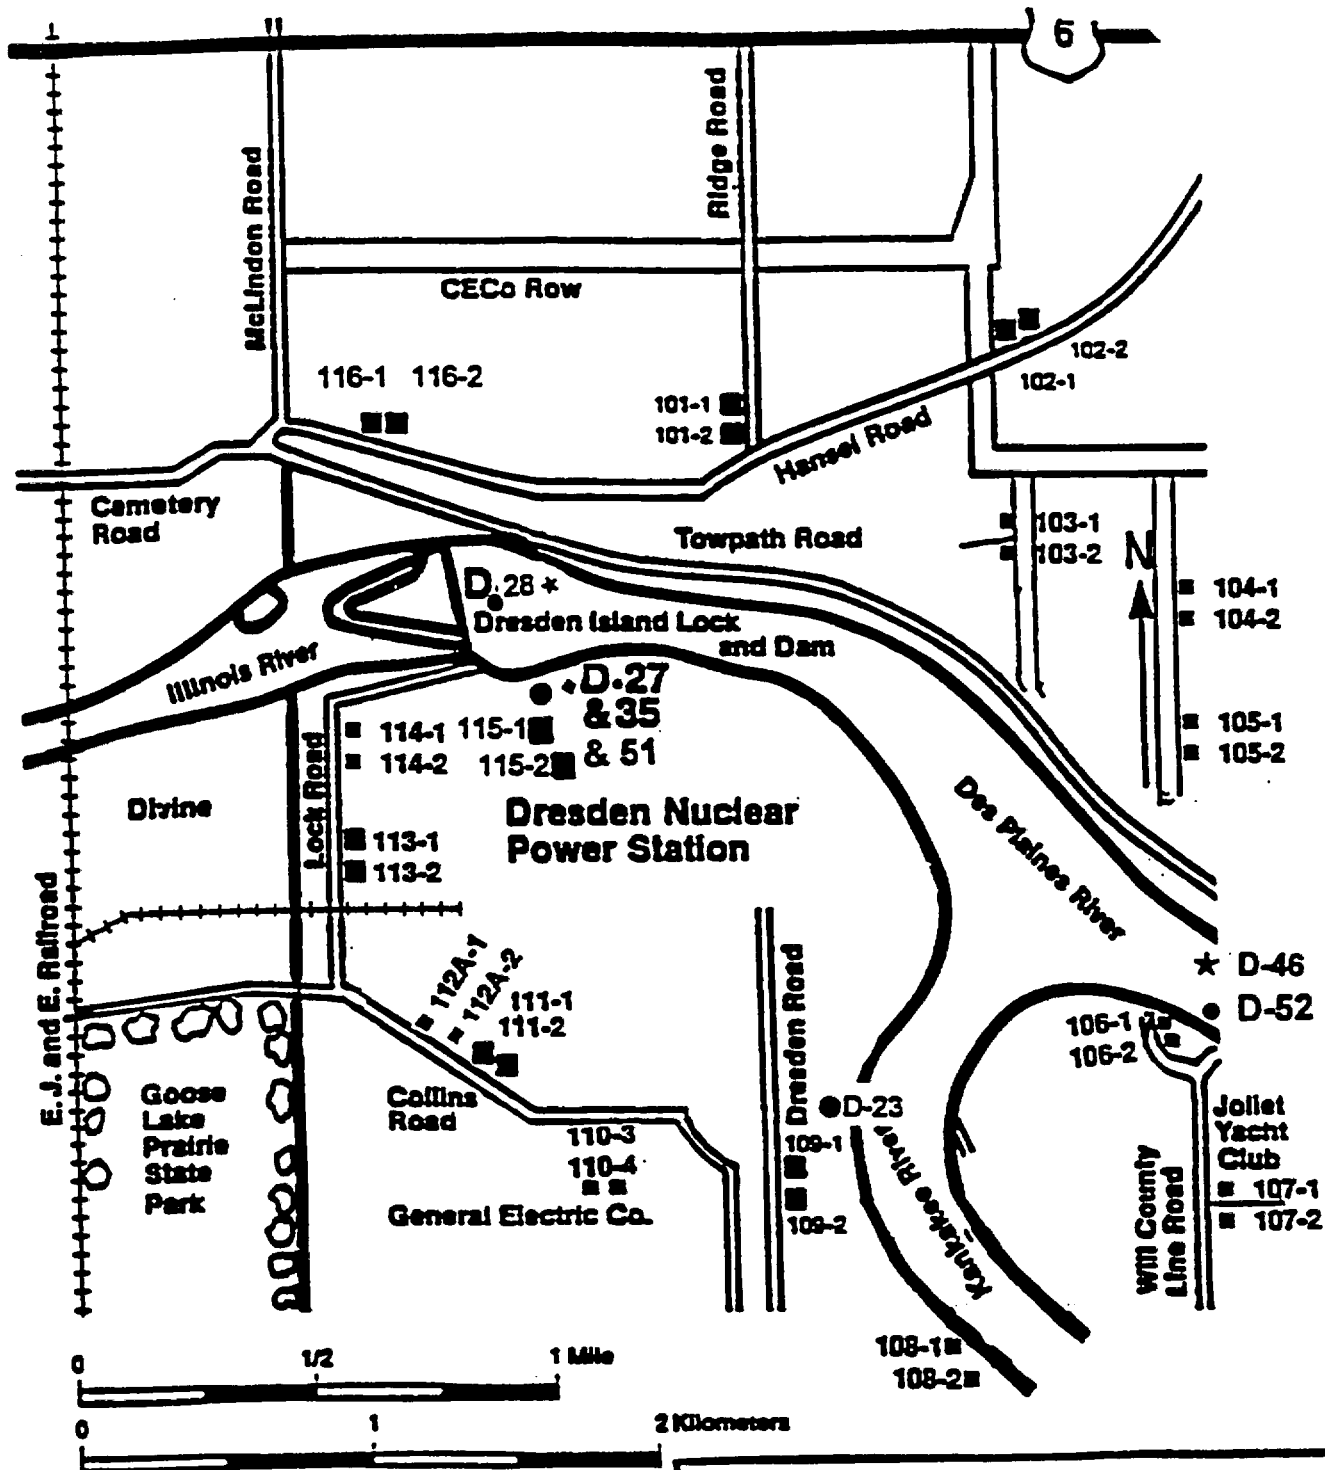 6
McLindon Road
Ridge Road
CECo Row
116-1 116-2
101-1
101-2
102-2
102-1
Hansel Road
Cemetery
Road
Towpath Road
103-1
103-2
N
104-1
104-2
D.28
Dresden Island Lock
and Dam
Illinois River
D.27
& 35
& 51
114-1
114-2
115-1
115-2
105-1
105-2
Divine
Lock Road
Dresden Nuclear
Power Station
113-1
113-2
Des Plaines River
E. J. and E. Railroad
112A-1
112A-2
111-1
111-2
Dresden Road
D-46
D-52
106-1
106-2
Goose
Lake
Prairie
State
Park
Collins
Road
D-23
110-3
110-4
109-1
109-2
General Electric Co.
Kankakee River
Joliet
Yacht
Club
107-1
107-2
Will County
Line Road
108-1
108-2
0 1/2 1 Mile
0 1 2 Kilometers